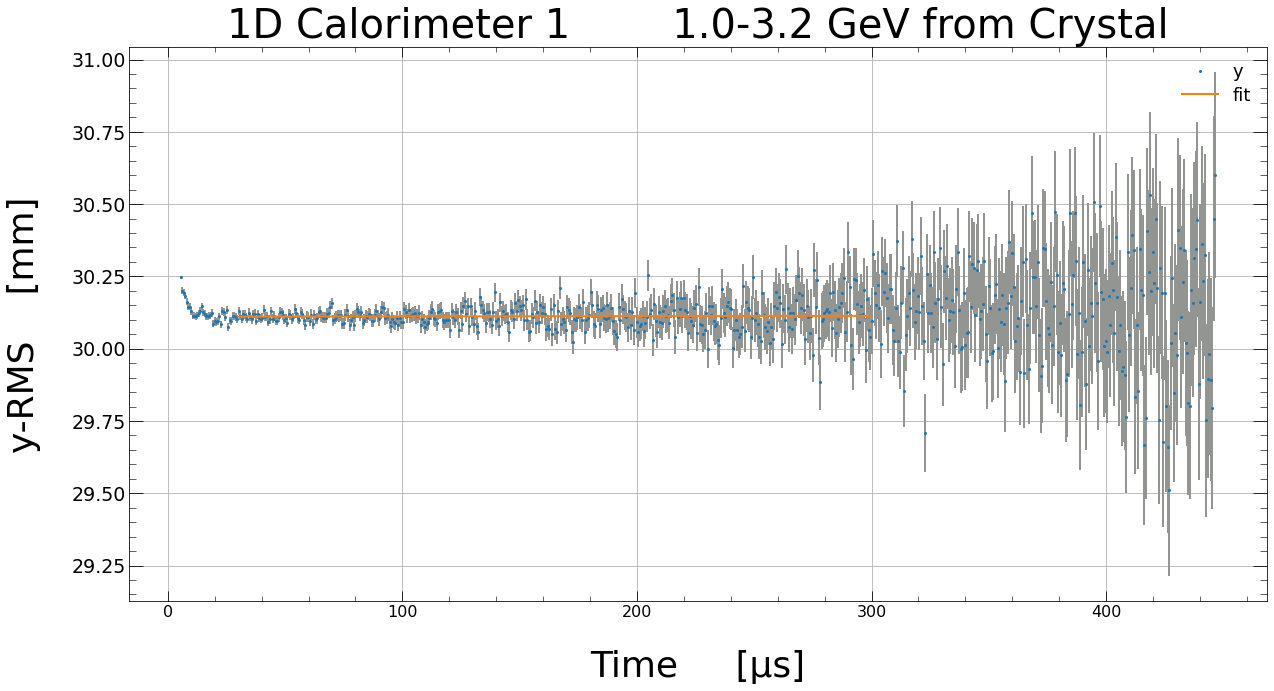 1D Calorimeter 1 1.0-3.2 GeV from Crystal
31.00
30.75
30.50
30.25
30.00
29.75
29.50
29.25
y-RMS [mm]
y
fit
0 100 200 300 400
Time [µs]